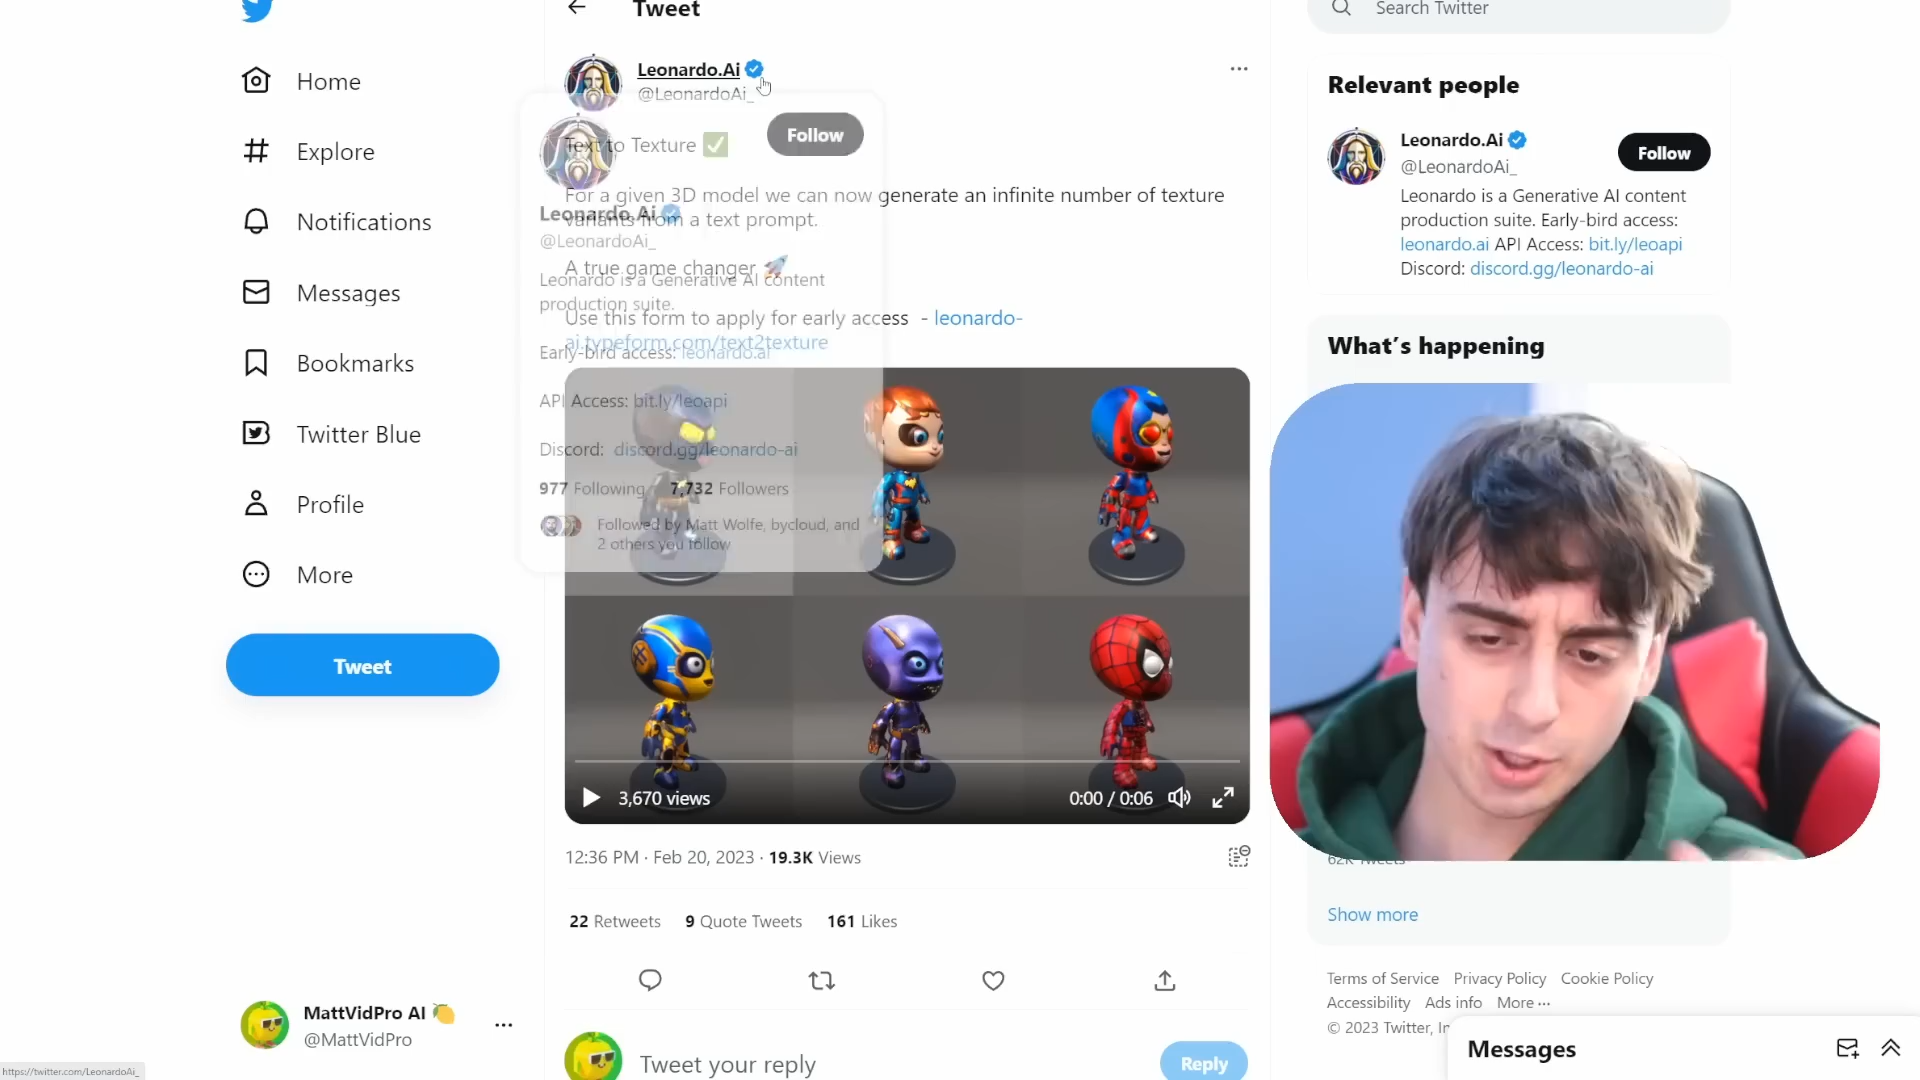 Home
Explore
Notifications
Messages
Bookmarks
Twitter Blue
Profile
More
Tweet
MattVidPro AI
@MattVidPro
https://twitter.com/LeonardoAi_
Tweet
Leonardo.Ai
@LeonardoAi_
Text to Texture
For a given 3D model we can now generate an infinite number of texture
variants from a text prompt.
A true game changer
Use this form to apply for early access - leonardo-
ai.typeform.com/text2texture
Follow
Leonardo.Ai
@LeonardoAi_
Leonardo is a Generative AI content
production suite.
Early-bird access: leonardo.ai
API Access: bit.ly/leoapi
Discord: discord.gg/leonardo-ai
977 Following 7,732 Followers
Followed by Matt Wolfe, bycloud, and
2 others you follow
3,670 views
0:00 / 0:06
12:36 PM · Feb 20, 2023 · 19.3K Views
22 Retweets 9 Quote Tweets 161 Likes
Tweet your reply
Reply
Search Twitter
Relevant people
Leonardo.Ai
@LeonardoAi_
Follow
Leonardo is a Generative AI content
production suite. Early-bird access:
leonardo.ai API Access: bit.ly/leoapi
Discord: discord.gg/leonardo-ai
What's happening
62K Tweets
Show more
Terms of Service Privacy Policy Cookie Policy
Accessibility Ads info More ...
© 2023 Twitter,
Messages